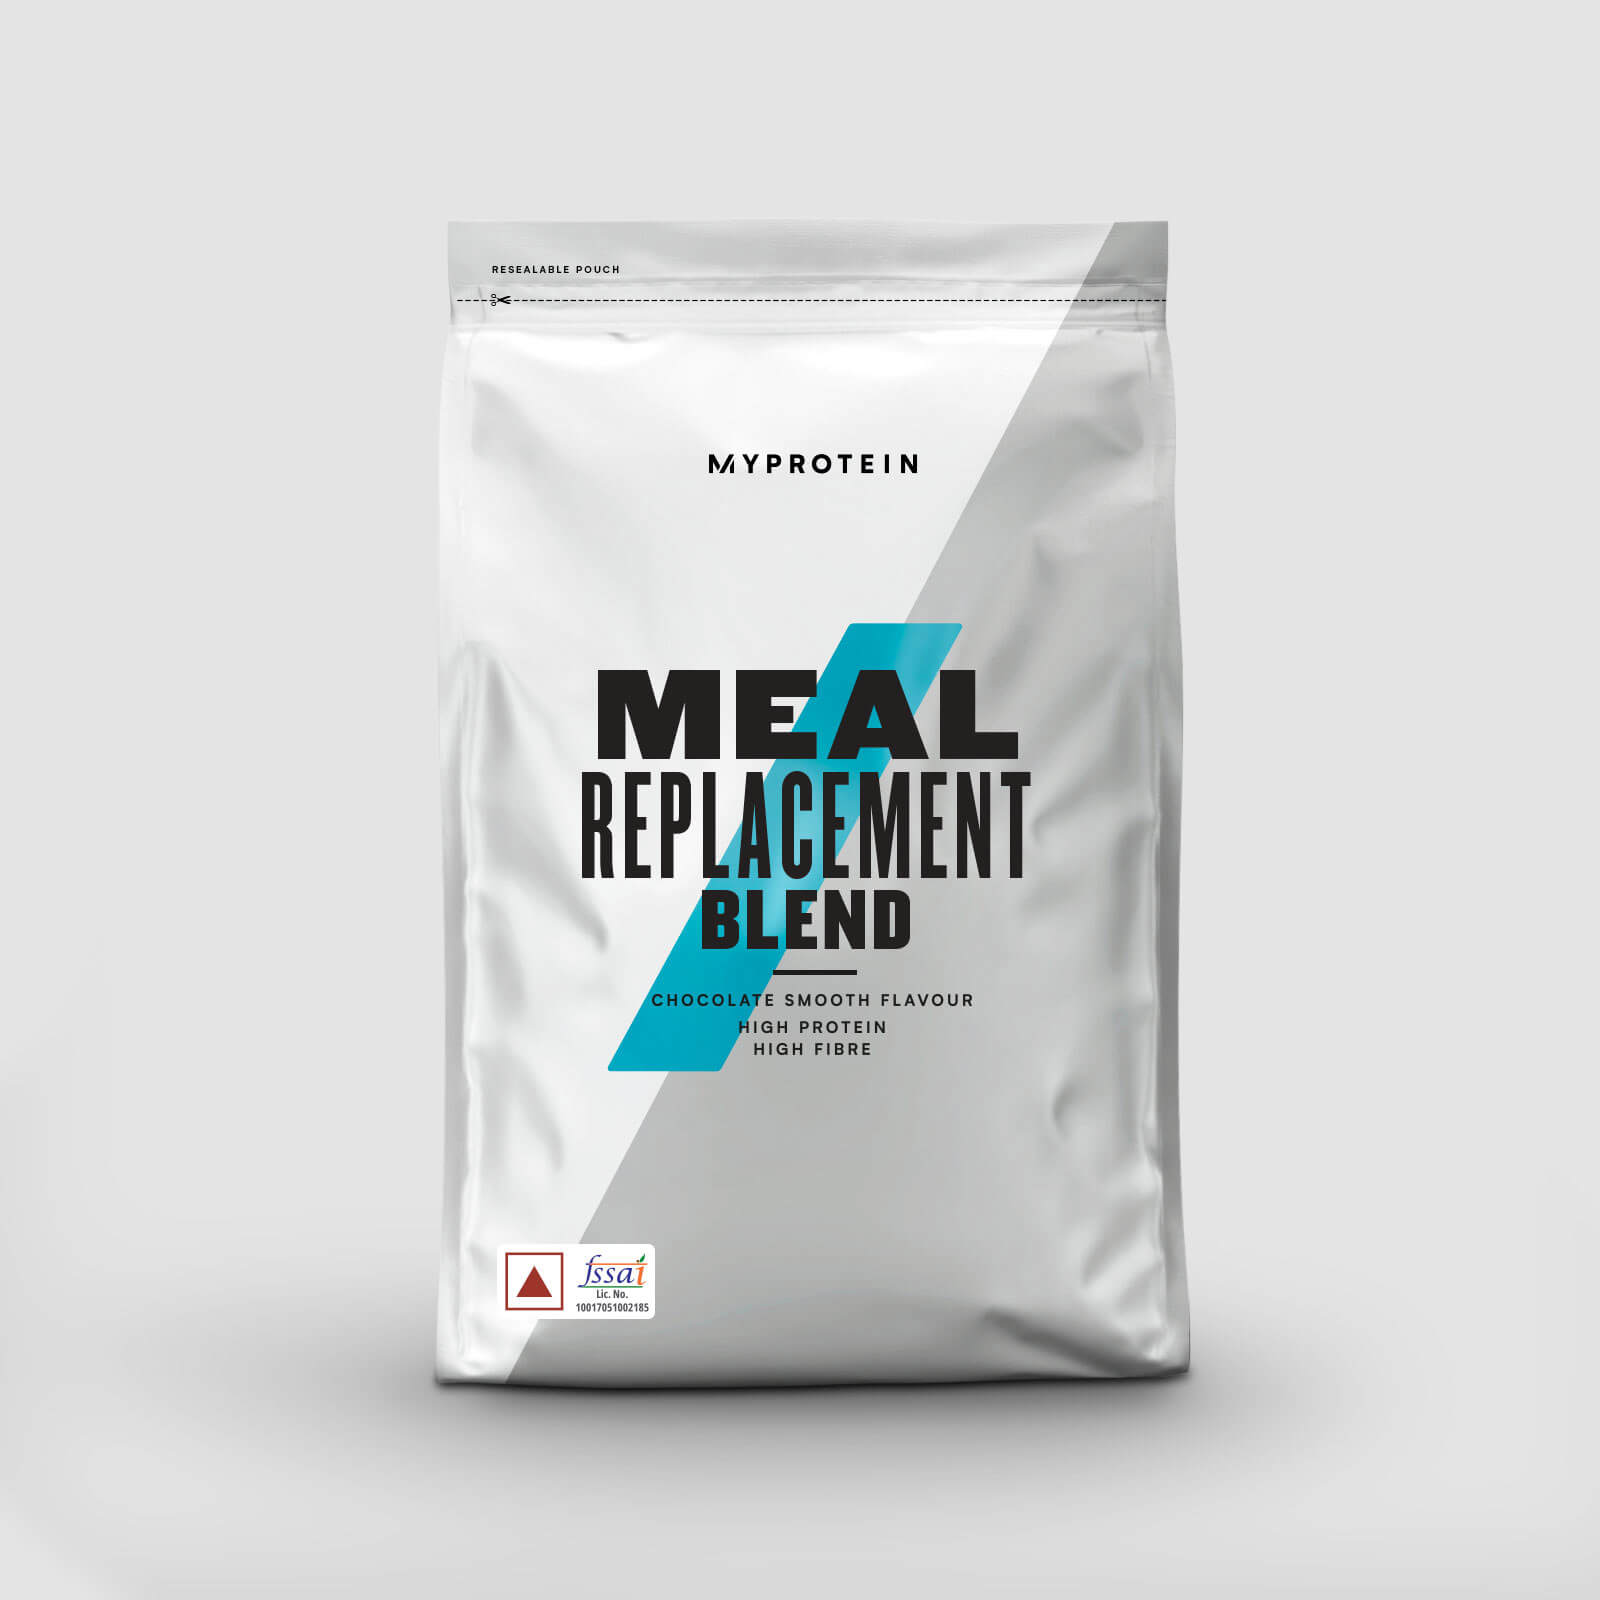 RESEALABLE POUCH
MYPROTEIN
MEAL
REPLACEMENT
BLEND
CHOCOLATE SMOOTH FLAVOUR
HIGH PROTEIN
HIGH FIBRE
fssai
Lic. No.
10017051002185